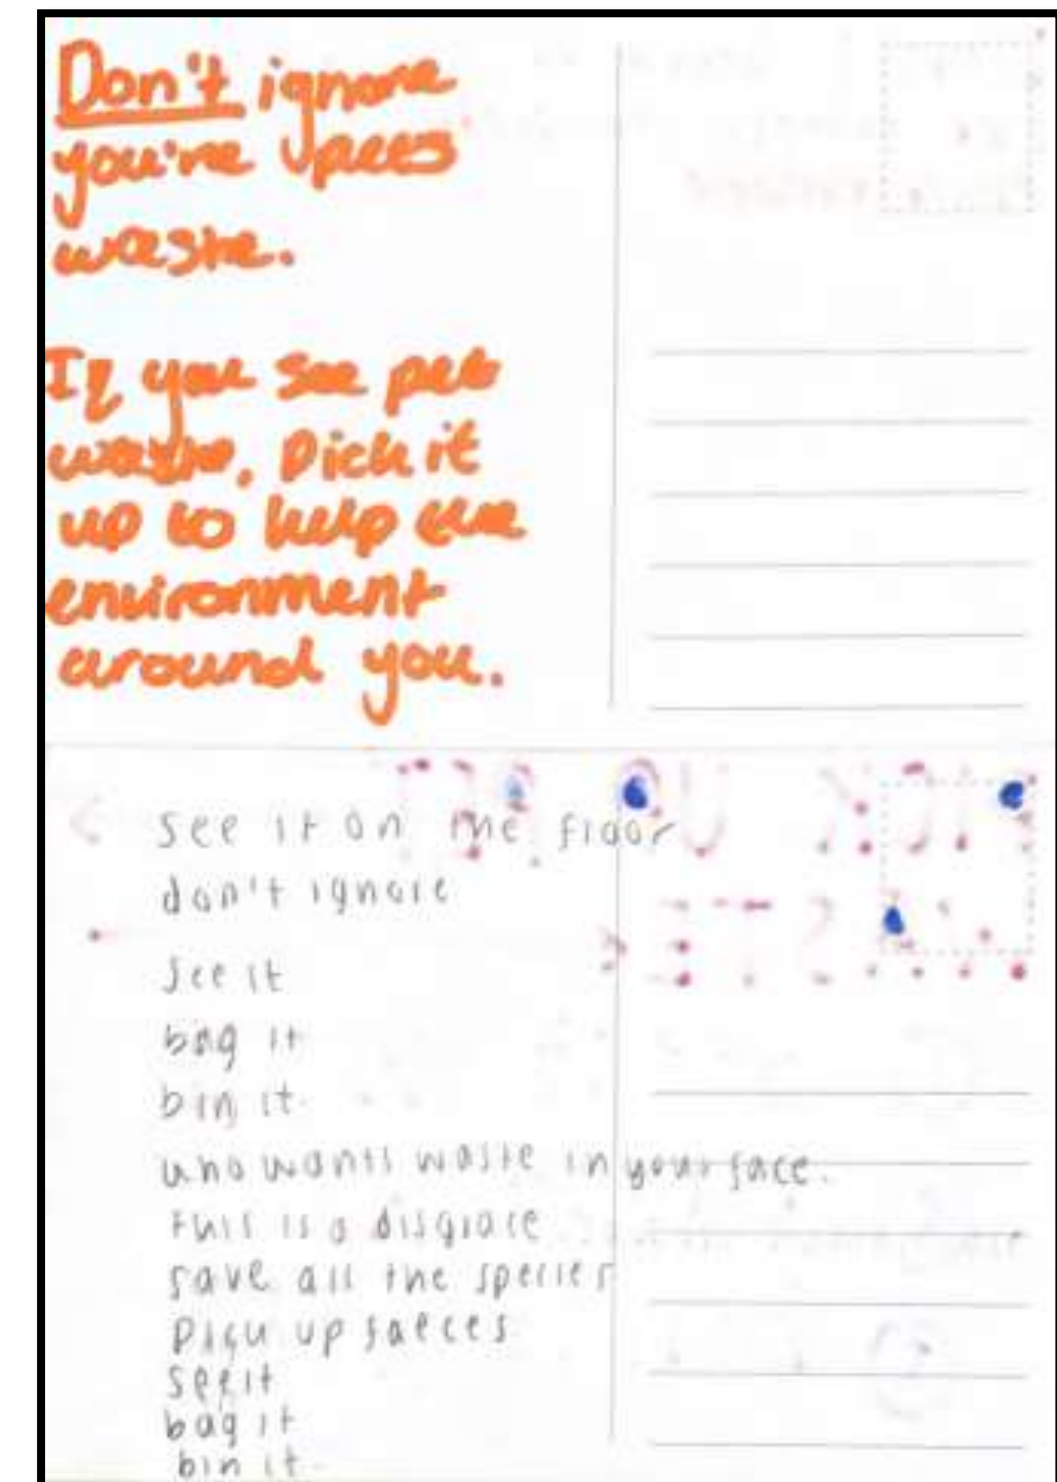 Don't ignore
you're
waste.
If you see pet
waste, Pick it
up to help the
environment
around you.
see it on the floor
don't ignore
See it
bag it
bin it.
who wants waste in your face.
this is a disgrace
save all the species
Pick up faeces
see it
bag it
bin it.